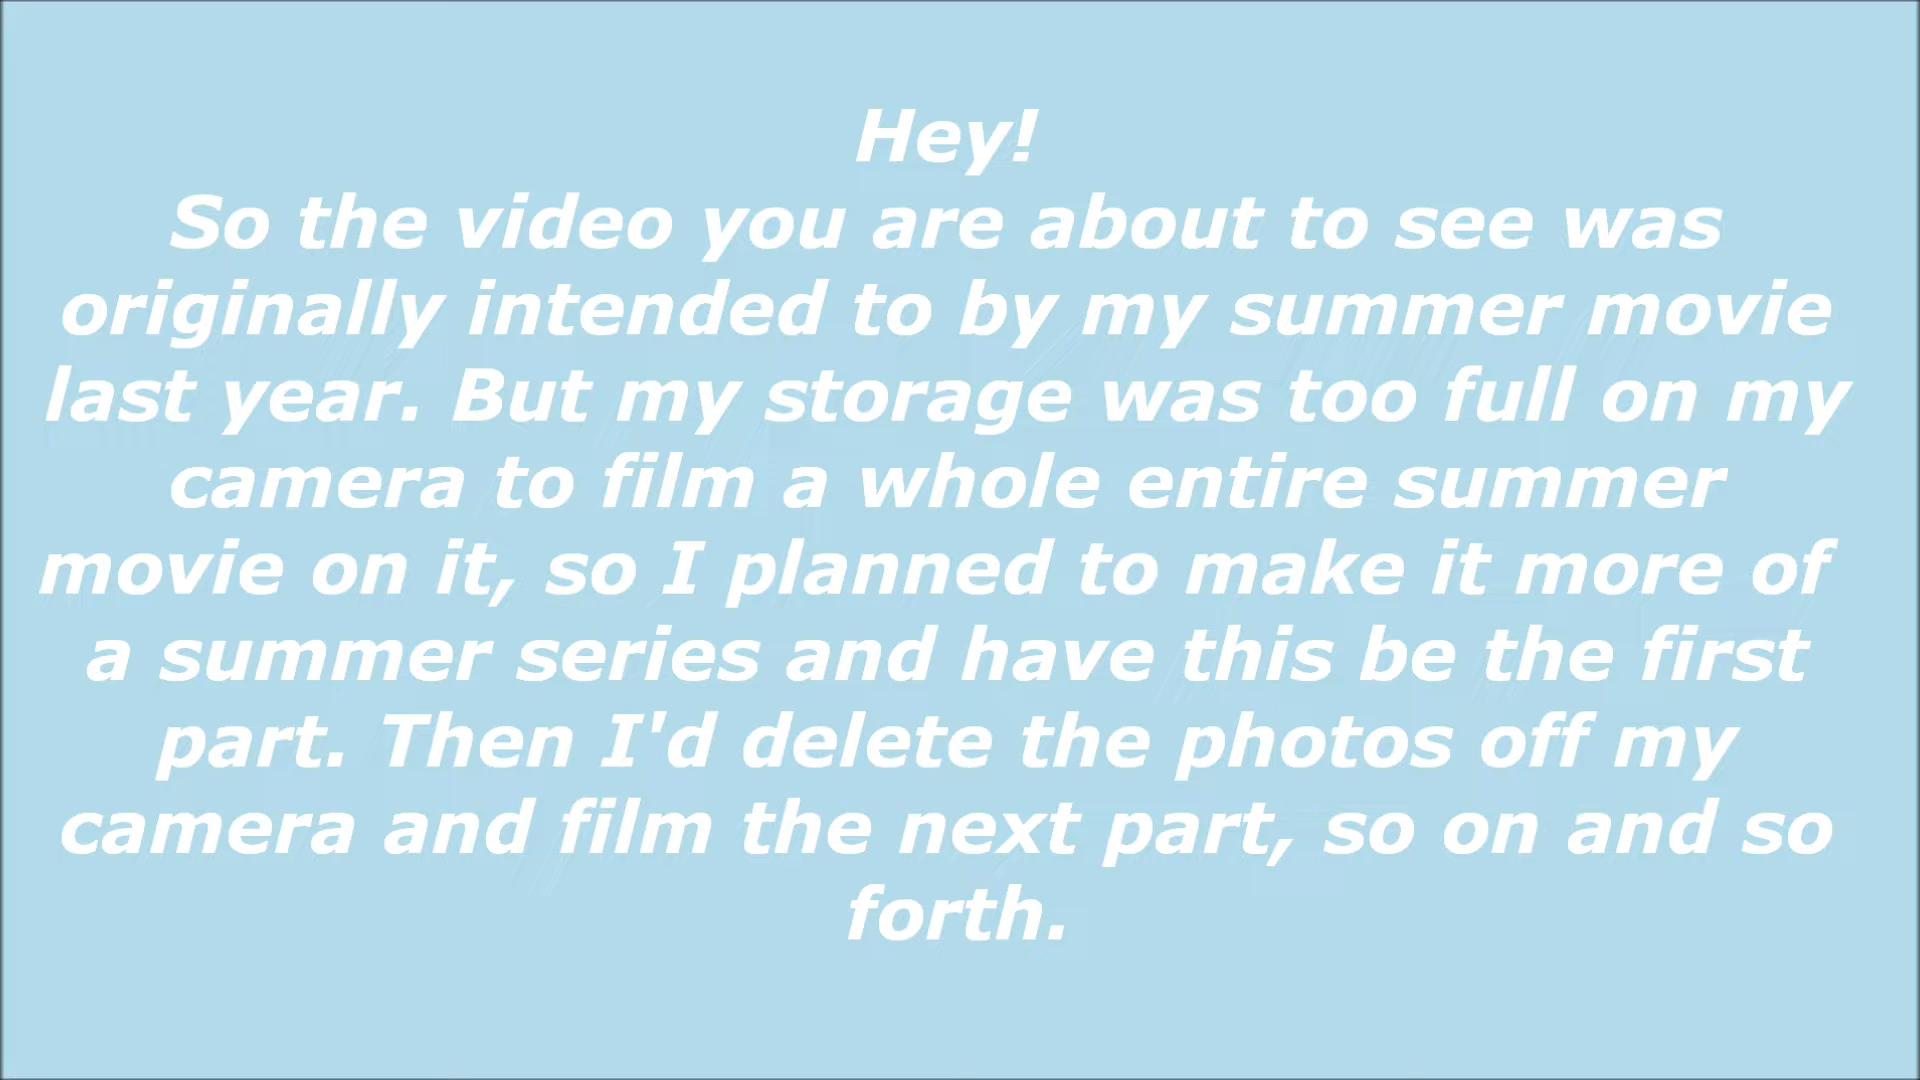 Hey!
So the video you are about to see was
originally intended to by my summer movie
last year. But my storage was too full on my
camera to film a whole entire summer
movie on it, so I planned to make it more of
a summer series and have this be the first
part. Then I'd delete the photos off my
camera and film the next part, so on and so
forth.